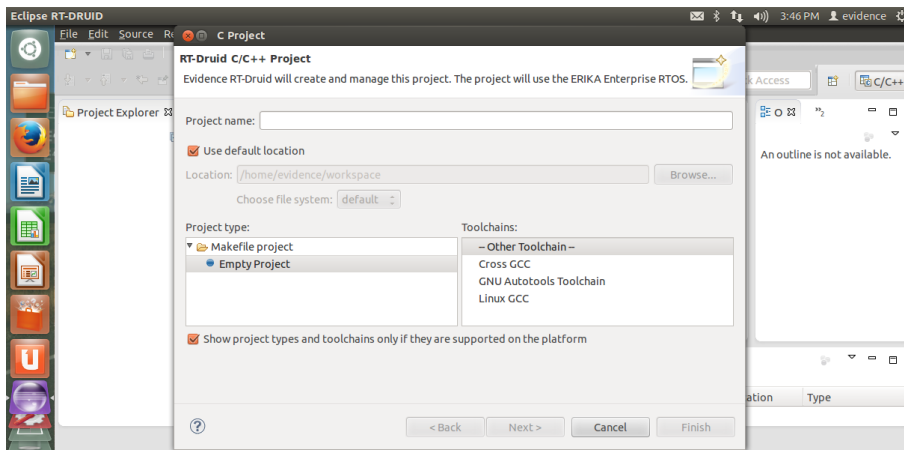 Eclipse RT-DRUID
3:46 PM evidence
File Edit Source Re
C Project
RT-Druid C/C++ Project
Evidence RT-Druid will create and manage this project. The project will use the ERIKA Enterprise RTOS.
k Access
C/C++
Project Explorer
Project name:
O
2
Use default location
An outline is not available.
Location: /home/evidence/workspace Browse...
Choose file system: default
Project type: Toolchains:
Makefile project
-- Other Toolchain --
Empty Project
Cross GCC
GNU Autotools Toolchain
Linux GCC
Show project types and toolchains only if they are supported on the platform
ation Type
? < Back Next > Cancel Finish